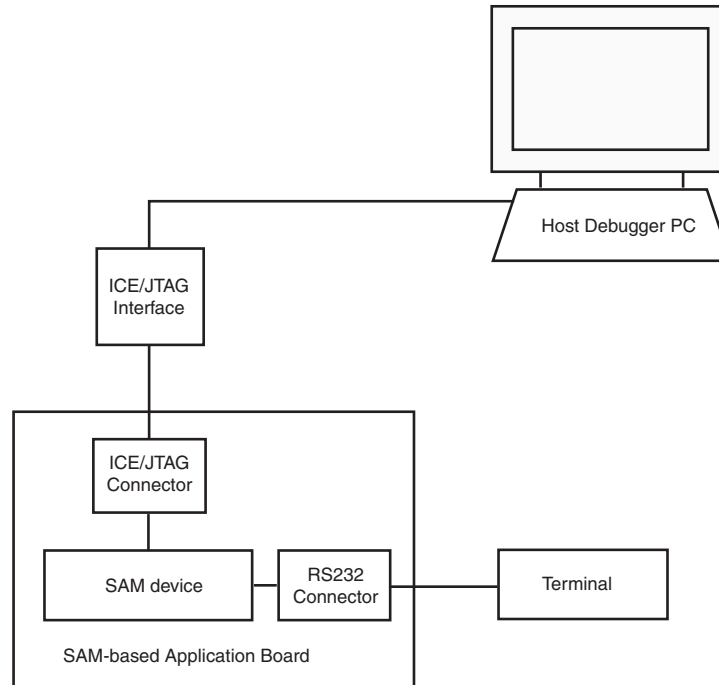 Host Debugger PC
ICE/JTAG
Interface
ICE/JTAG
Connector
SAM device
RS232
Connector
Terminal
SAM-based Application Board